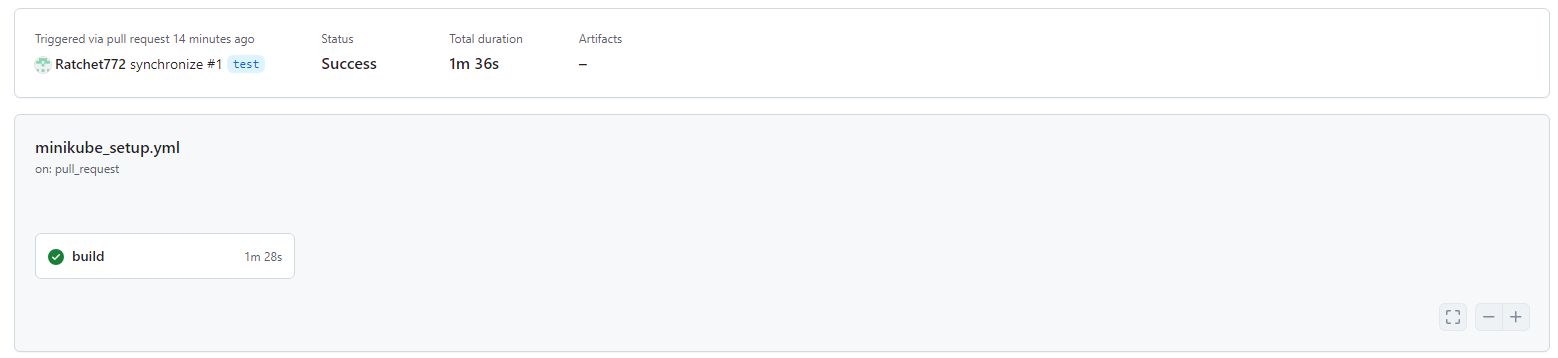 Triggered via pull request 14 minutes ago
Ratchet772 synchronize #1 test
Status
Success
Total duration
1m 36s
Artifacts
–
minikube_setup.yml
on: pull_request
build 1m 28s